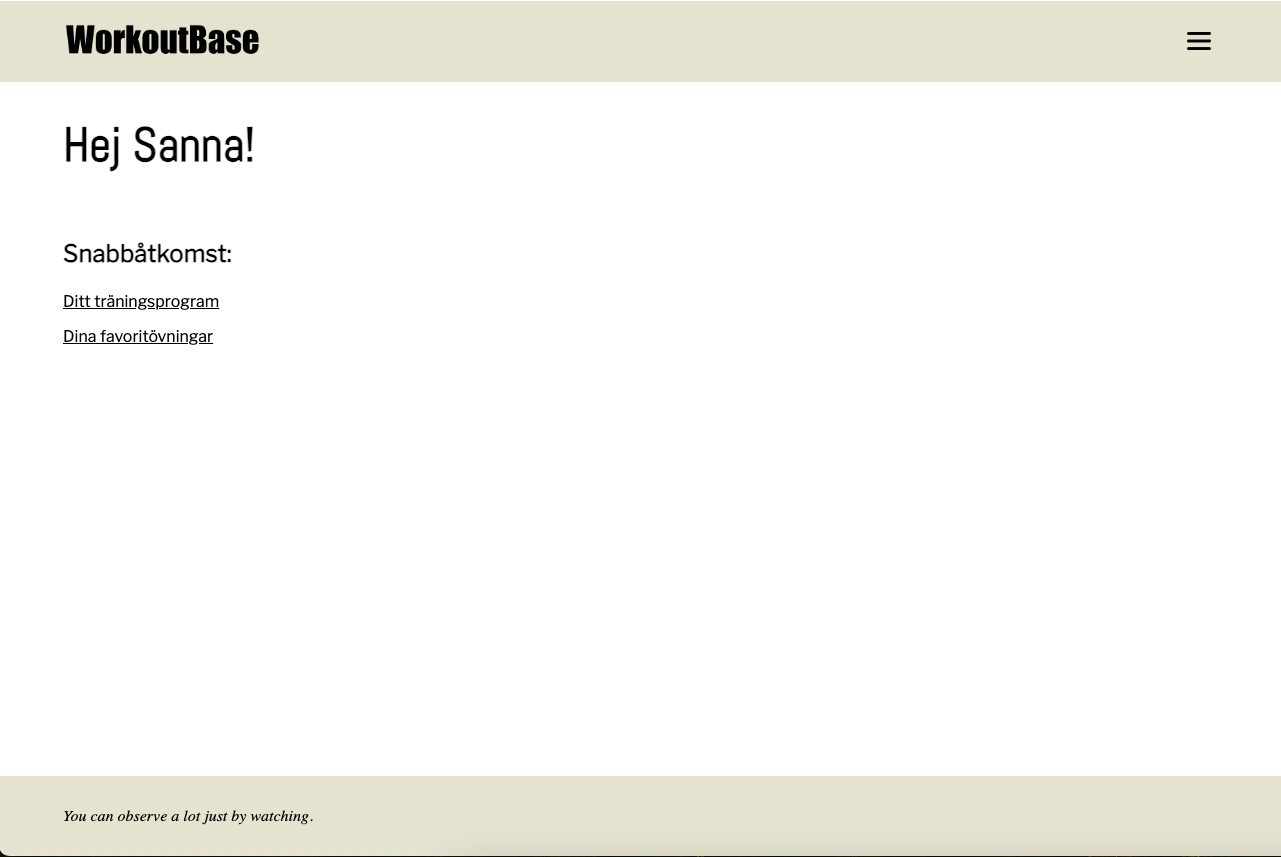 WorkoutBase
Hej Sanna!
Snabbåtkomst:
Ditt träningsprogram
Dina favoritövningar
You can observe a lot just by watching.